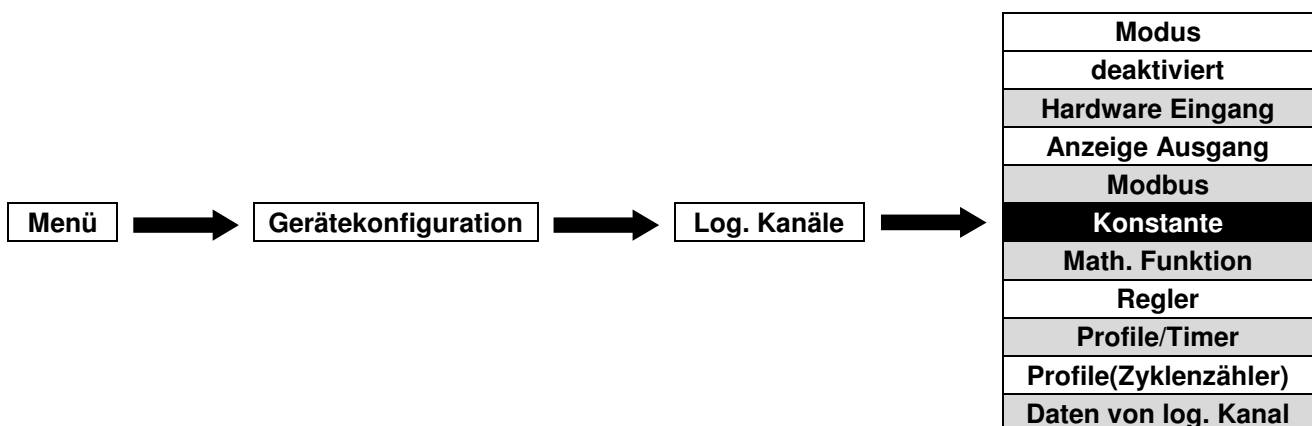 Menü
Gerätekonfiguration
Log. Kanäle
Modus
deaktiviert
Hardware Eingang
Anzeige Ausgang
Modbus
Konstante
Math. Funktion
Regler
Profile/Timer
Profile(Zyklenzähler)
Daten von log. Kanal